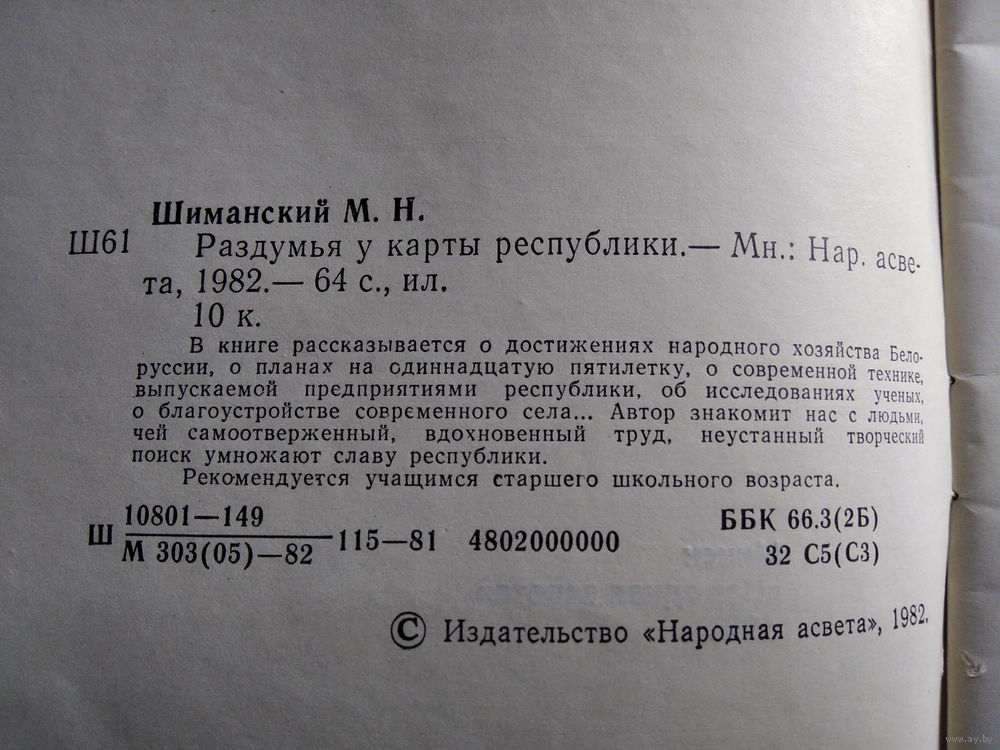 Шиманский М. Н.
Ш61 Раздумья у карты республики.— Мн.: Нар. асве-
та, 1982.— 64 с., ил.
10 к.
В книге рассказывается о достижениях народного хозяйства Бело-
руссии, о планах на одиннадцатую пятилетку, о современной технике,
выпускаемой предприятиями республики, об исследованиях ученых,
о благоустройстве современного села... Автор знакомит нас с людьми,
чей самоотверженный, вдохновенный труд, неустанный творческий
поиск умножают славу республики.
Рекомендуется учащимся старшего школьного возраста.
Ш 10801—149
М 303(05)—82 115—81 4802000000
ББК 66.3(2Б)
32 С5(С3)
© Издательство «Народная асвета», 1982.
www.ay.by